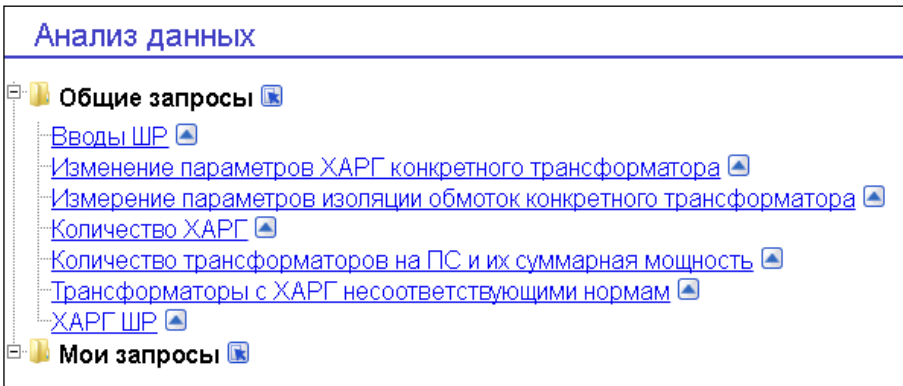 Анализ данных
Общие запросы
Вводы ШР
Изменение параметров ХАРГ конкретного трансформатора
Измерение параметров изоляции обмоток конкретного трансформатора
Количество ХАРГ
Количество трансформаторов на ПС и их суммарная мощность
Трансформаторы с ХАРГ несоответствующими нормам
ХАРГ ШР
Мои запросы